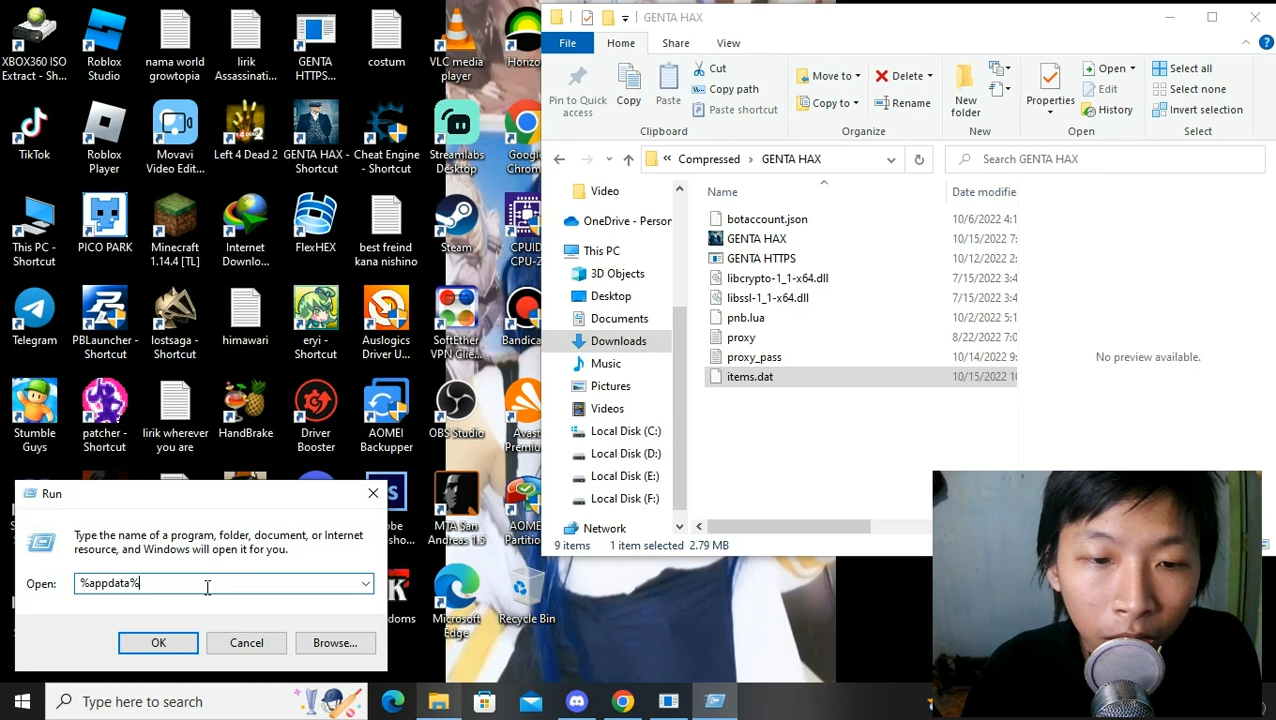 XBOX360 ISO
Extract - Sh...
Roblox
Studio
nama world
growtopia
lirik
Assassinati...
GENTA
HTTPS...
costum
VLC media
player
Horizo
TikTok
Roblox
Player
Movavi
Video Edit...
Left 4 Dead 2
GENTA HAX -
Shortcut
Cheat Engine
- Shortcut
Streamlabs
Desktop
Google
Chrom
This PC -
Shortcut
PICO PARK
Minecraft
1.14.4 [TL]
Internet
Downlo...
FlexHEX
best freind
kana nishino
Steam
CPUID
CPU-Z
Telegram
PBLauncher -
Shortcut
lostsaga -
Shortcut
himawari
eryi -
Shortcut
Auslogics
Driver U...
SoftEther
VPN Clie...
Bandica
Stumble
Guys
patcher -
Shortcut
lirik wherever
you are
HandBrake
Driver
Booster
AOMEI
Backupper
OBS Studio
Avast
Premiu
MTA San
Andreas 1.5
AOME
Partitio
Microsoft
Edge
Recycle Bin
GENTA HAX
File
Home
Share
View
Pin to Quick
access
Copy
Paste
Cut
Copy path
Paste shortcut
Clipboard
Move to
Copy to
Delete
Rename
Organize
New
folder
New
Properties
Open
Edit
History
Open
Select all
Select none
Invert selection
Select
« Compressed > GENTA HAX
Search GENTA HAX
Video
OneDrive - Person
This PC
3D Objects
Desktop
Documents
Downloads
Music
Pictures
Videos
Local Disk (C:)
Local Disk (D:)
Local Disk (E:)
Local Disk (F:)
Network
Name
Date modifie
botaccount.json
10/6/2022 4:1
GENTA HAX
10/15/2022 7:
GENTA HTTPS
10/12/2022 2:
libcrypto-1_1-x64.dll
7/15/2022 3:4
libssl-1_1-x64.dll
7/15/2022 3:4
pnb.lua
10/2/2022 5:1
proxy
8/22/2022 7:0
proxy_pass
10/14/2022 9:
items.dat
10/15/2022 10
No preview available.
9 items
1 item selected 2.79 MB
Run
Type the name of a program, folder, document, or Internet
resource, and Windows will open it for you.
Open:
%appdata%
OK
Cancel
Browse...
Type here to search